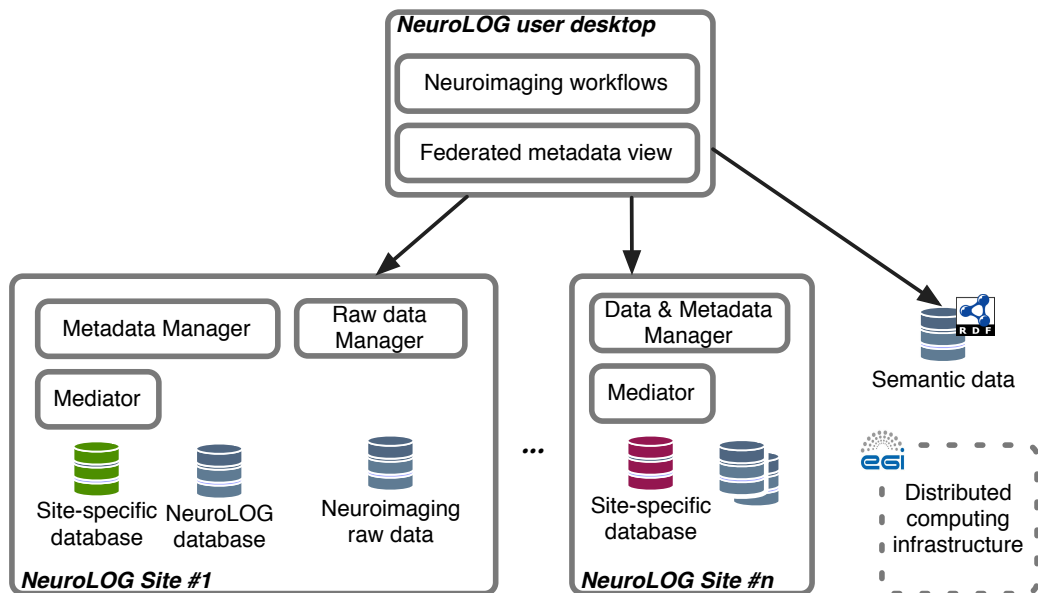 NeuroLOG user desktop
Neuroimaging workflows
Federated metadata view
Metadata Manager
Raw data
Manager
Mediator
Site-specific
database
NeuroLOG
database
Neuroimaging
raw data
NeuroLOG Site #1
...
Data & Metadata
Manager
Mediator
Site-specific
database
NeuroLOG Site #n
RDF
Semantic data
egi
Distributed
computing
infrastructure